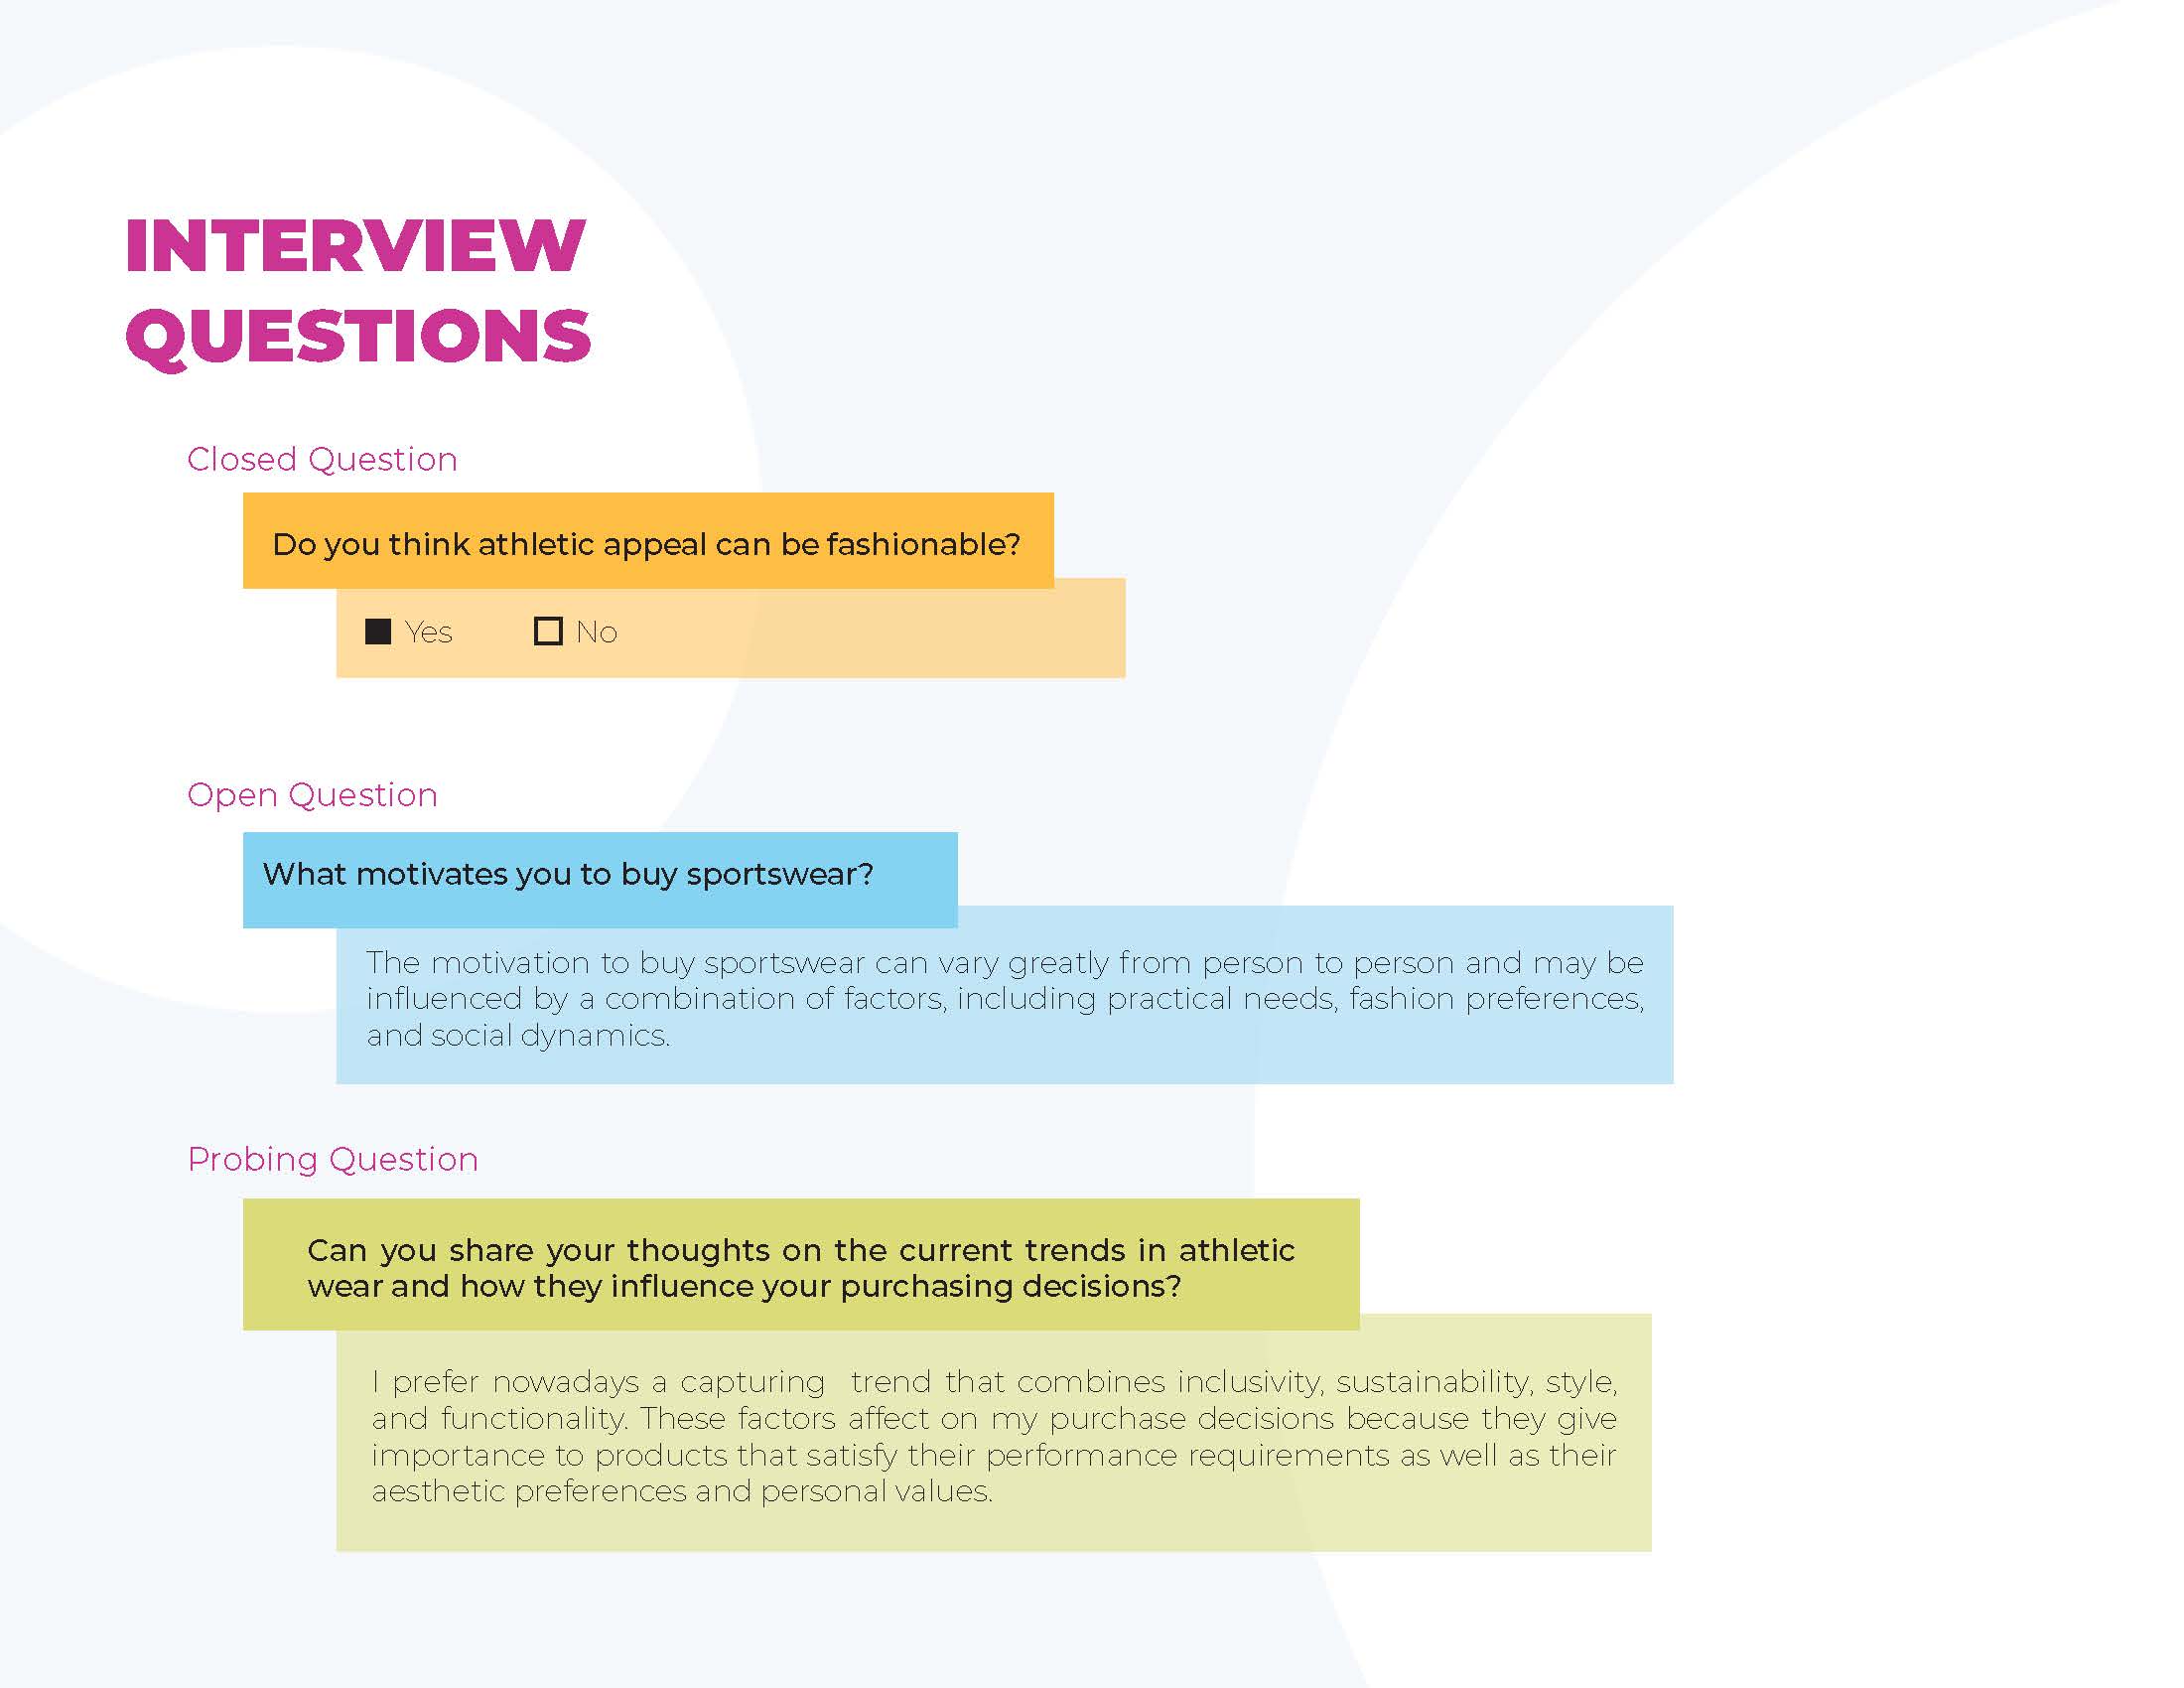 INTERVIEW
QUESTIONS
Closed Question
Do you think athletic appeal can be fashionable?
Yes No
Open Question
What motivates you to buy sportswear?
The motivation to buy sportswear can vary greatly from person to person and may be
influenced by a combination of factors, including practical needs, fashion preferences,
and social dynamics.
Probing Question
Can you share your thoughts on the current trends in athletic
wear and how they influence your purchasing decisions?
I prefer nowadays a capturing  trend that combines inclusivity, sustainability, style,
and functionality. These factors affect on my purchase decisions because they give
importance to products that satisfy their performance requirements as well as their
aesthetic preferences and personal values.